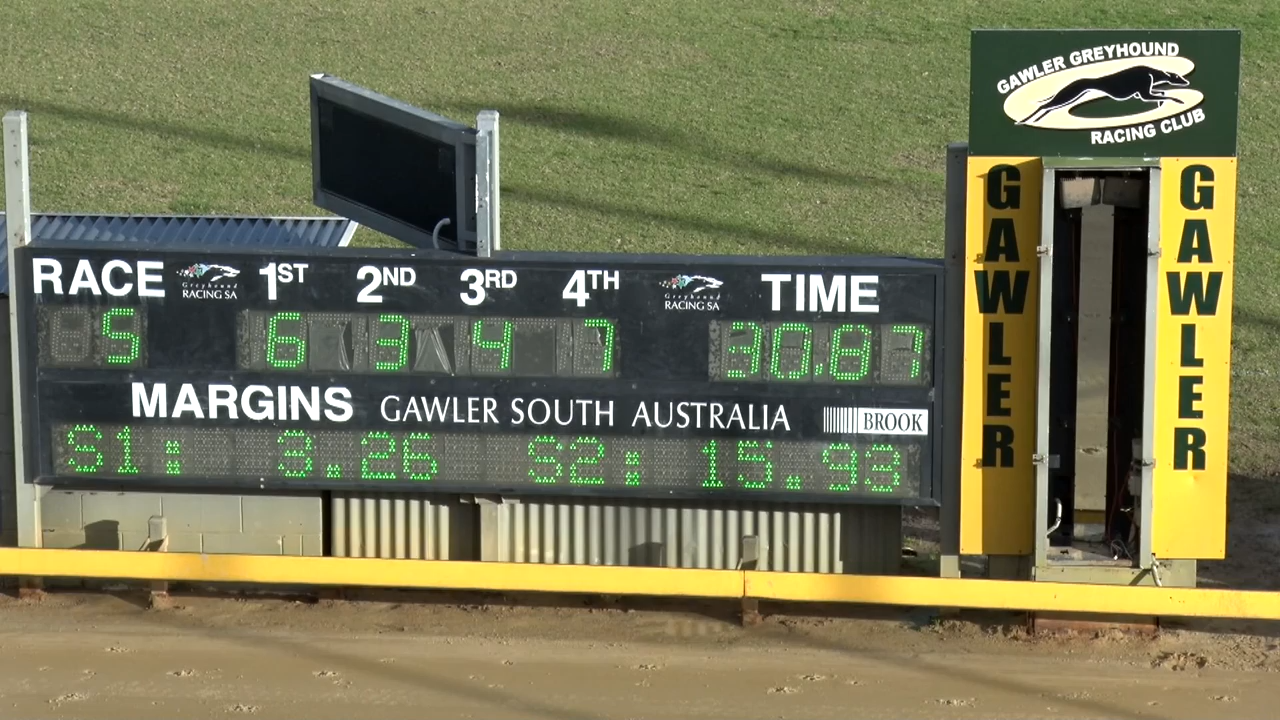 GAWLER GREYHOUND
RACING CLUB
GAWLER
GAWLER
RACE
Greyhound
RACING SA
1ST 2ND 3RD 4TH
Greyhound
RACING SA
TIME
5 6 3 4 7 30.87
MARGINS GAWLER SOUTH AUSTRALIA BROOK
S1: 3.26 S2: 15.93